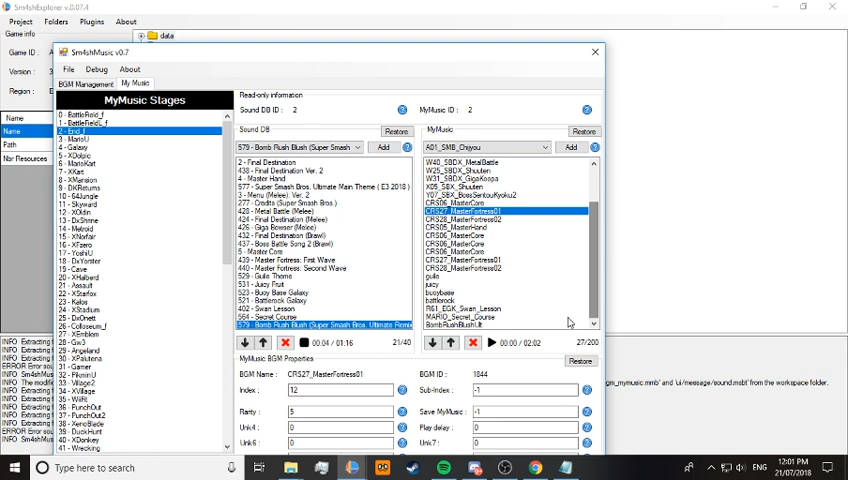 Sm4shExplorer v.0.07.4
Project Folders Plugins About
Game info
Game ID :
Version :
Region :
data
Name
Name
Path
Nbr Resources
Sm4shMusic v0.7
File Debug About
BGM Management My Music
MyMusic Stages
0 - BattleField_f
1 - BattleFieldL_f
2 - End_f
3 - MarioU
4 - Galaxy
5 - XDolpic
6 - MarioKart
7 - XKart
8 - XMansion
9 - DKReturns
10 - 64Jungle
11 - Skyward
12 - XOldin
13 - DxShrine
14 - Metroid
15 - XNorfair
16 - XFzero
17 - YoshiU
18 - DxYorster
19 - Cave
20 - XHalberd
21 - Assault
22 - XStarfox
23 - Kalos
24 - XStadium
25 - DxOnett
26 - Colloseum_f
27 - XEmblem
28 - Gw3
29 - Angeland
30 - XPalutena
31 - Gamer
32 - PikminU
33 - Village2
34 - XVillage
35 - WiiFit
36 - PunchOut
37 - PunchOut2
38 - XenoBlade
39 - DuckHunt
40 - XDonkey
41 - Wrecking
Read-only information
Sound DB ID : 2
MyMusic ID : 2
Sound DB
Restore
579 - Bomb Rush Blush (Super Smash
Add
2 - Final Destination
438 - Final Destination Ver. 2
4 - Master Hand
577 - Super Smash Bros. Ultimate Main Theme ( E3 2018 )
3 - Menu (Melee): Ver. 2
277 - Credits (Super Smash Bros.)
428 - Metal Battle (Melee)
424 - Final Destination (Melee)
426 - Giga Bowser (Melee)
432 - Final Destination (Brawl)
437 - Boss Battle Song 2 (Brawl)
5 - Master Core
439 - Master Fortress: First Wave
440 - Master Fortress: Second Wave
529 - Guile Theme
531 - Juicy Fruit
523 - Buoy Base Galaxy
521 - Battlerock Galaxy
402 - Swan Lesson
564 - Secret Course
579 - Bomb Rush Blush (Super Smash Bros. Ultimate Remix
00:04 / 01:16
21/40
MyMusic
Restore
A01_SMB_Chijyou
Add
W40_SBDX_MetalBattle
W25_SBDX_Shuuten
W31_SBDX_GigaKoopa
X05_SBX_Shuuten
Y07_SBX_BossSentouKyoku2
CRS06_MasterCore
CRS27_MasterFortress01
CRS28_MasterFortress02
CRS05_MasterHand
CRS06_MasterCore
CRS06_MasterCore
CRS06_MasterCore
CRS27_MasterFortress01
CRS28_MasterFortress02
guile
juicy
buoybase
battlerock
R61_EGK_Swan_Lesson
MARIO_Secret_Course
BombRushBlushUlt
00:00 / 02:02
27/200
MyMusic BGM Properties
Restore
BGM Name : CRS27_MasterFortress01
BGM ID : 1844
Index : 12
Sub-Index : -1
Rarity : 5
Save MyMusic : -1
Unk4 : 0
Play delay : 0
Unk6 : 0
Unk7 : 0
INFO Extracting
INFO Extracting
ERROR Error su
INFO Sm4shMus
INFO The modifie
INFO Extracting
INFO Extracting
INFO Extracting
INFO Extracting
INFO Extracting
ERROR Error su
INFO Sm4shMus
gm_mymusic.mmb' and 'ui/message/sound.msbt' from the workspace folder.
Type here to search
ENG
12:01 PM
21/07/2018